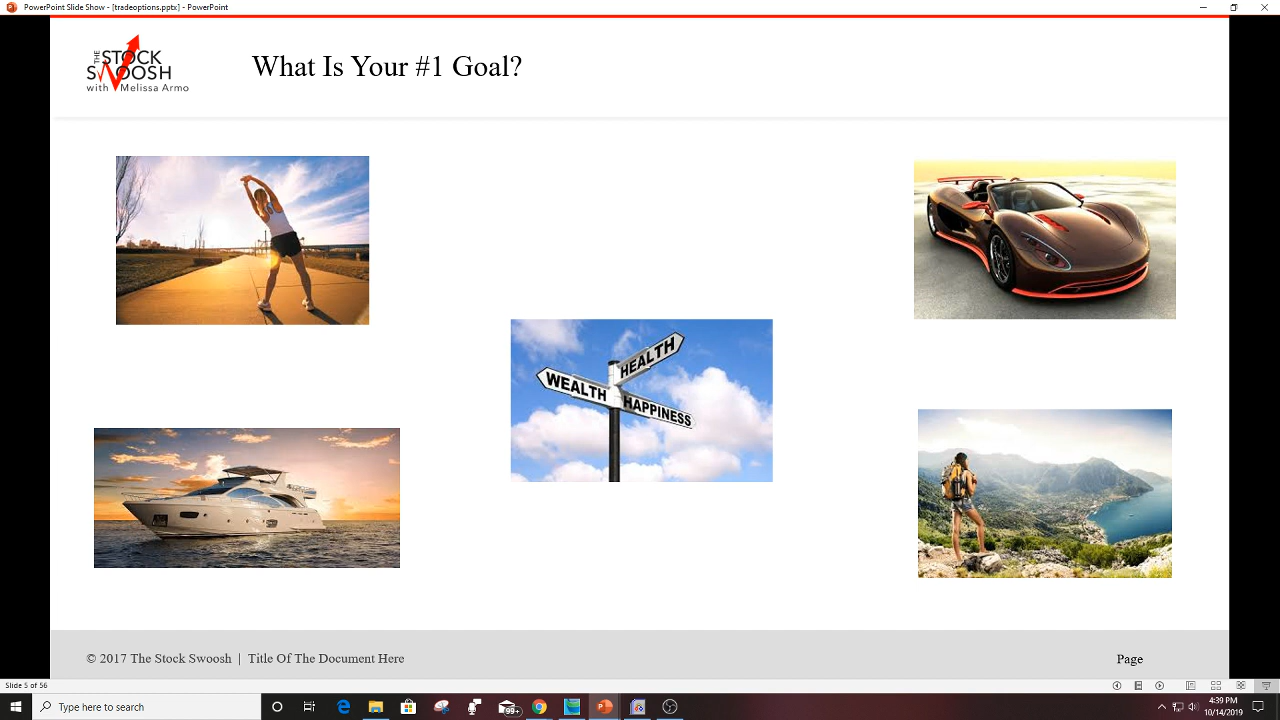 PowerPoint Slide Show - [tradeoptions.pptx] - PowerPoint
THE
STOCK
SWOOSH
with Melissa Armo
What Is Your #1 Goal?
HEALTH
WEALTH
HAPPINESS
© 2017 The Stock Swoosh | Title Of The Document Here
Page
Slide 5 of 56
Type here to search
99+
4:39 PM
10/14/2019